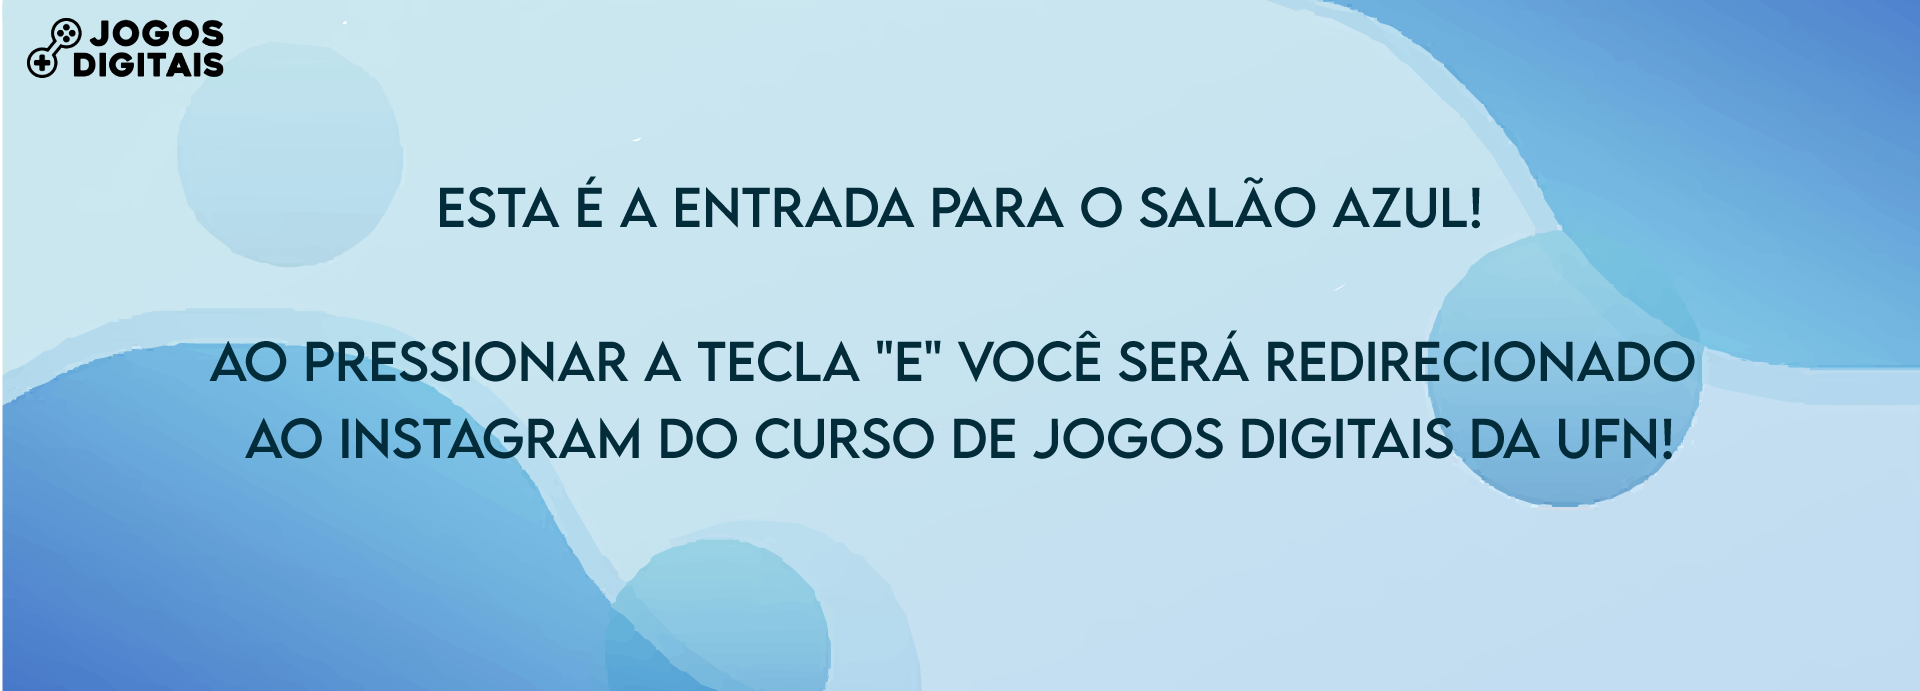 JOGOS
DIGITAIS
ESTA É A ENTRADA PARA O SALÃO AZUL!
AO PRESSIONAR A TECLA "E" VOCÊ SERÁ REDIRECIONADO
AO INSTAGRAM DO CURSO DE JOGOS DIGITAIS DA UFN!